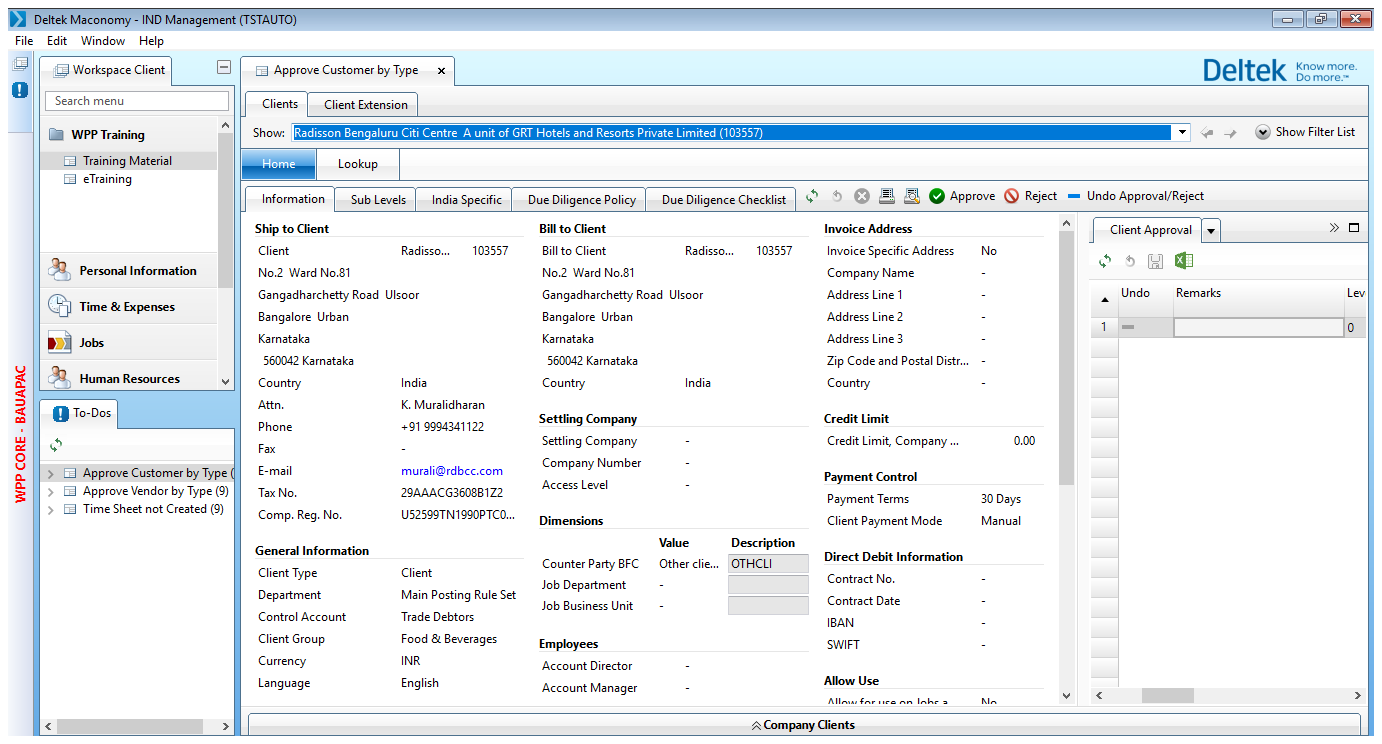 Deltek Maconomy - IND Management (TSTAUTO)
File Edit Window Help
WPP CORE - BAUAPAC
Workspace Client
Search menu
WPP Training
Training Material
eTraining
Personal Information
Time & Expenses
Jobs
Human Resources
To-Dos
Approve Customer by Type (
Approve Vendor by Type (9)
Time Sheet not Created (9)
Approve Customer by Type x
Deltek Know more.
Do more.™
Clients Client Extension
Show: Radisson Bengaluru Citi Centre A unit of GRT Hotels and Resorts Private Limited (103557) Show Filter List
Home Lookup
Information Sub Levels India Specific Due Diligence Policy Due Diligence Checklist Approve Reject Undo Approval/Reject
Ship to Client
Client Radisso... 103557
No.2 Ward No.81
Gangadharchetty Road Ulsoor
Bangalore Urban
Karnataka
560042 Karnataka
Country India
Attn. K. Muralidharan
Phone +91 9994341122
Fax -
E-mail murali@rdbcc.com
Tax No. 29AAACG3608B1Z2
Comp. Reg. No. U52599TN1990PTC0...
General Information
Client Type Client
Department Main Posting Rule Set
Control Account Trade Debtors
Client Group Food & Beverages
Currency INR
Language English
Bill to Client
Bill to Client Radisso... 103557
No.2 Ward No.81
Gangadharchetty Road Ulsoor
Bangalore Urban
Karnataka
560042 Karnataka
Country India
Settling Company
Settling Company -
Company Number -
Access Level -
Dimensions
Value Description
Counter Party BFC Other clie... OTHCLI
Job Department -
Job Business Unit -
Employees
Account Director -
Account Manager -
Invoice Address
Invoice Specific Address No
Company Name -
Address Line 1 -
Address Line 2 -
Address Line 3 -
Zip Code and Postal Distr... -
Country -
Credit Limit
Credit Limit, Company ... 0.00
Payment Control
Payment Terms 30 Days
Client Payment Mode Manual
Direct Debit Information
Contract No. -
Contract Date -
IBAN -
SWIFT -
Allow Use
Allow for use on Jobs a... No
Client Approval
Undo Remarks Lev
1 0
Company Clients